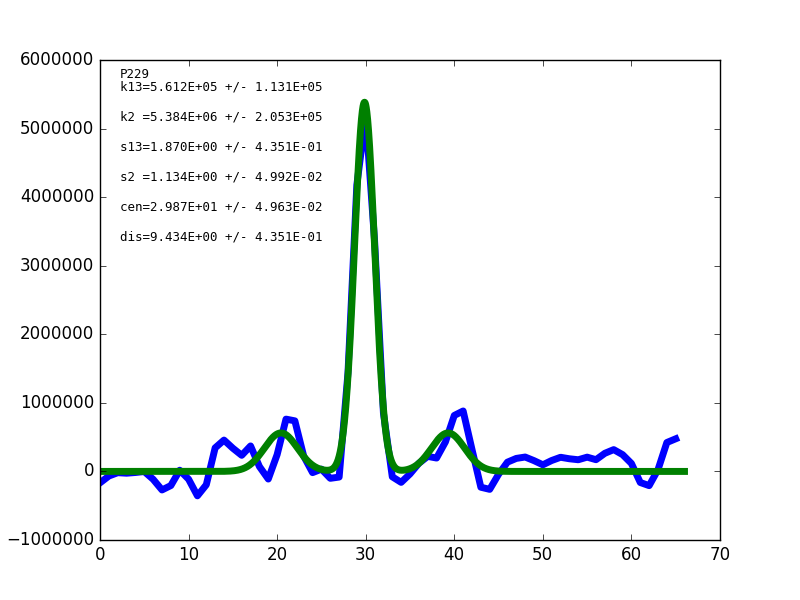 6000000
5000000
4000000
3000000
2000000
1000000
0
−1000000
P229
k13=5.612E+05 +/- 1.131E+05
k2 =5.384E+06 +/- 2.053E+05
s13=1.870E+00 +/- 4.351E-01
s2 =1.134E+00 +/- 4.992E-02
cen=2.987E+01 +/- 4.963E-02
dis=9.434E+00 +/- 4.351E-01
0 10 20 30 40 50 60 70